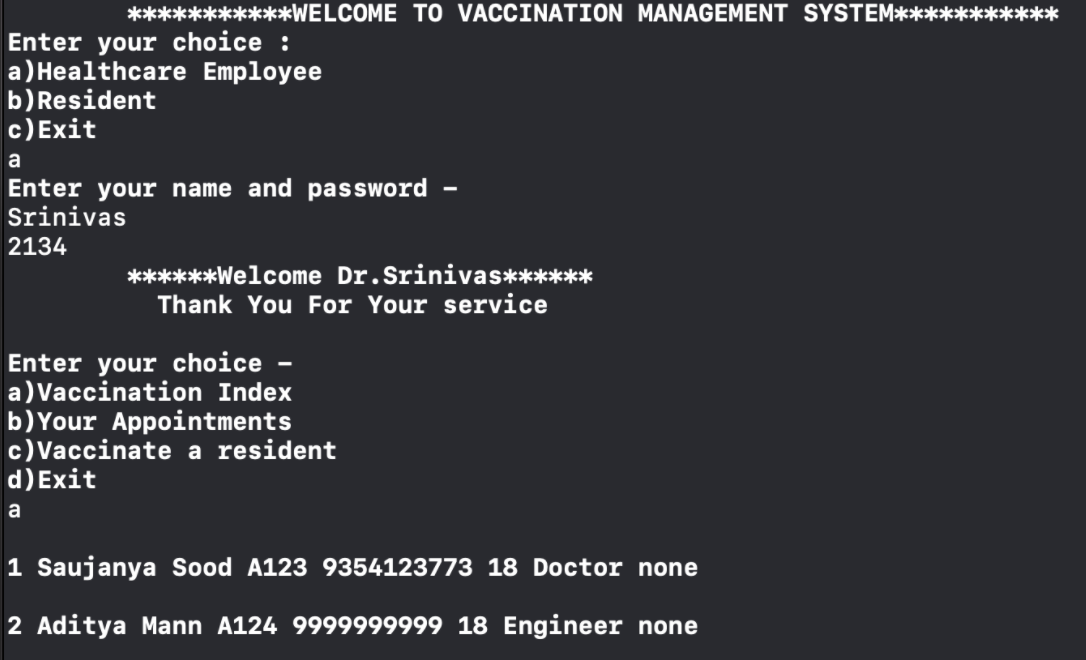 ***********WELCOME TO VACCINATION MANAGEMENT SYSTEM***********
Enter your choice :
a)Healthcare Employee
b)Resident
c)Exit
a
Enter your name and password –
Srinivas
2134
******Welcome Dr.Srinivas******
Thank You For Your service
Enter your choice –
a)Vaccination Index
b)Your Appointments
c)Vaccinate a resident
d)Exit
a
1 Saujanya Sood A123 9354123773 18 Doctor none
2 Aditya Mann A124 9999999999 18 Engineer none